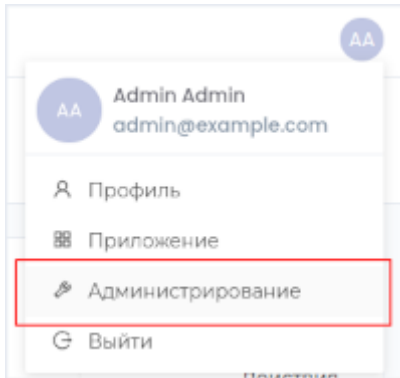 AA
AA
Admin Admin
admin@example.com
Профиль
Приложение
Администрирование
Выйти